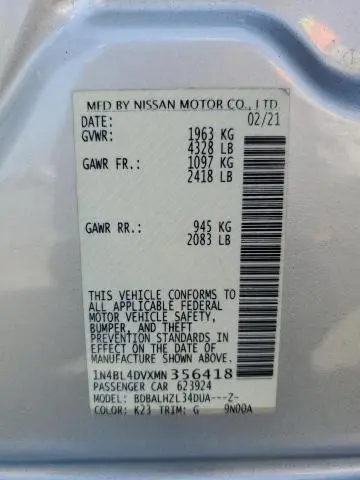 MFD BY NISSAN MOTOR CO., LTD.
DATE: 02/21
GVWR: 1963 KG
4328 LB
GAWR FR.: 1097 KG
2418 LB
GAWR RR.: 945 KG
2083 LB
THIS VEHICLE CONFORMS TO
ALL APPLICABLE FEDERAL
MOTOR VEHICLE SAFETY,
BUMPER, AND THEFT
PREVENTION STANDARDS IN
EFFECT ON THE DATE OF
MANUFACTURE SHOWN ABOVE.
1N4BL4DVXMN356418
PASSENGER CAR 623924
MODEL: BDBALHZL34DUA---Z-
COLOR: K23 TRIM: G 9N00A